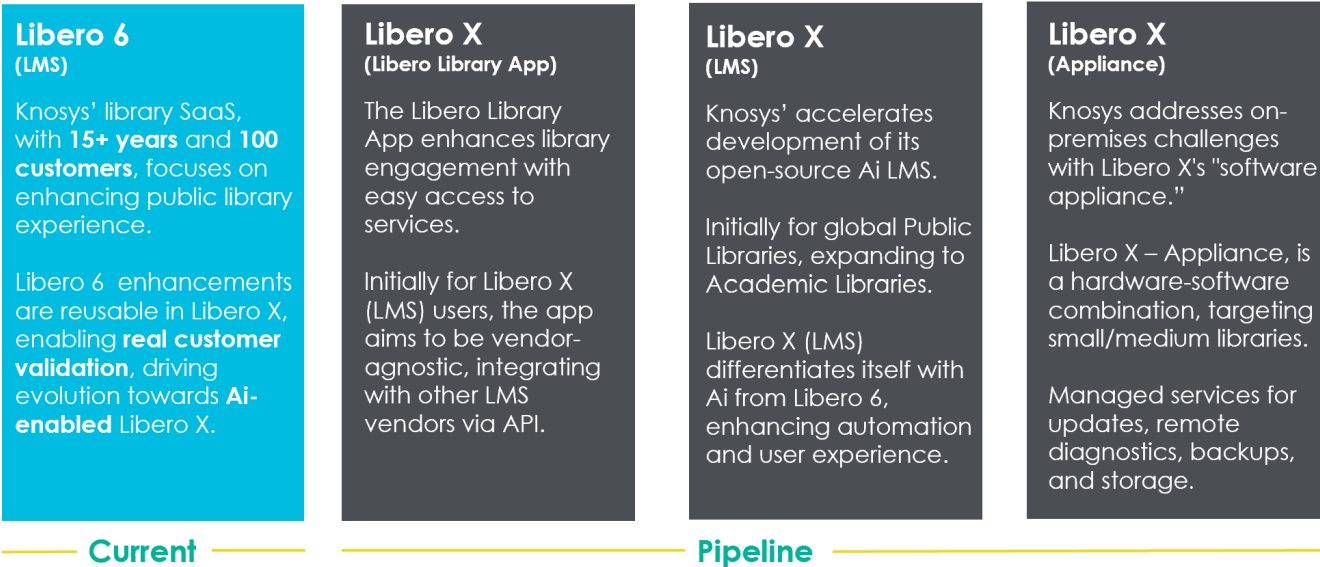 Libero 6
(LMS)
Knosys’ library SaaS,
with 15+ years and 100
customers, focuses on
enhancing public library
experience.
Libero 6  enhancements
are reusable in Libero X,
enabling real customer
validation, driving
evolution towards Ai-
enabled Libero X.
Libero X
(Libero Library App)
The Libero Library
App enhances library
engagement with
easy access to
services.
Initially for Libero X
(LMS) users, the app
aims to be vendor-
agnostic, integrating
with other LMS
vendors via API.
Libero X
(LMS)
Knosys’ accelerates
development of its
open-source Ai LMS.
Initially for global Public
Libraries, expanding to
Academic Libraries.
Libero X (LMS)
differentiates itself with
Ai from Libero 6,
enhancing automation
and user experience.
Libero X
(Appliance)
Knosys addresses on-
premises challenges
with Libero X's "software
appliance.”
Libero X – Appliance, is
a hardware-software
combination, targeting
small/medium libraries.
Managed services for
updates, remote
diagnostics, backups,
and storage.
Current
Pipeline